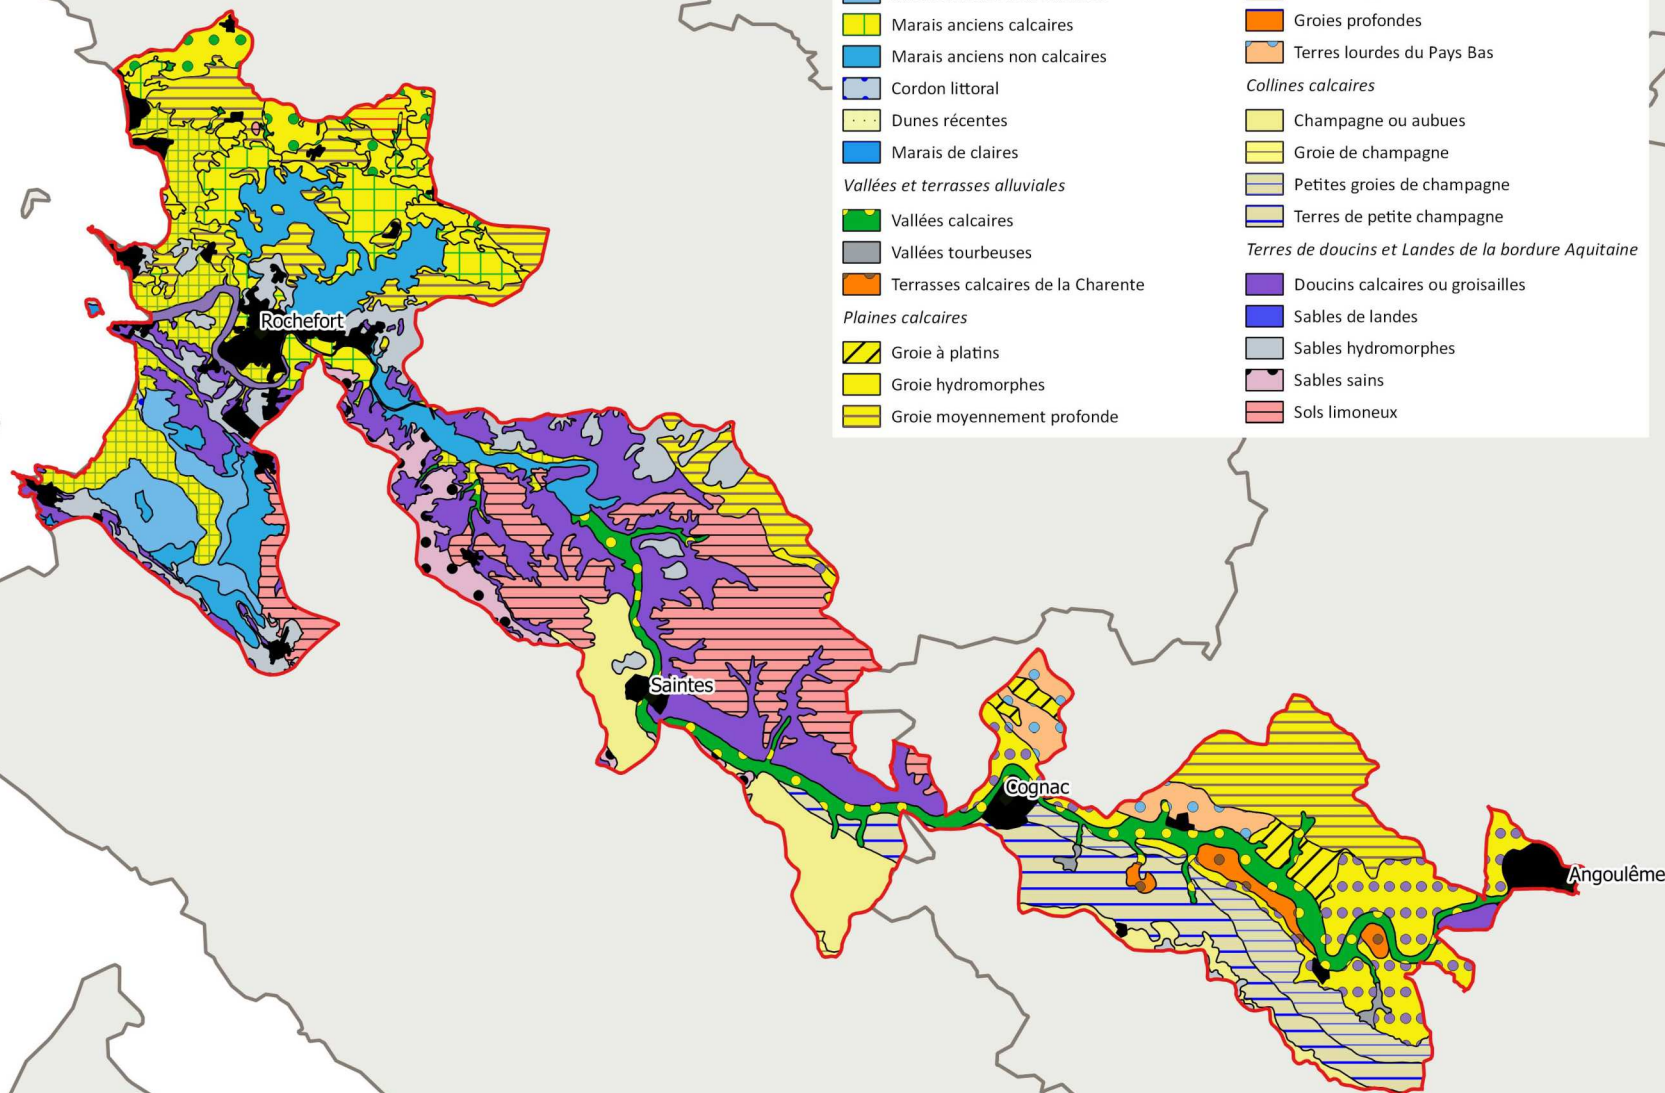 Marais anciens calcaires
Marais anciens non calcaires
Cordon littoral
Dunes récentes
Marais de claires
Vallées et terrasses alluviales
Vallées calcaires
Vallées tourbeuses
Terrasses calcaires de la Charente
Plaines calcaires
Groie à platins
Groie hydromorphes
Groie moyennement profonde
Groies profondes
Terres lourdes du Pays Bas
Collines calcaires
Champagne ou aubues
Groie de champagne
Petites groies de champagne
Terres de petite champagne
Terres de doucins et Landes de la bordure Aquitaine
Doucins calcaires ou groisailles
Sables de landes
Sables hydromorphes
Sables sains
Sols limoneux
Rochefort
Saintes
Cognac
Angoulême